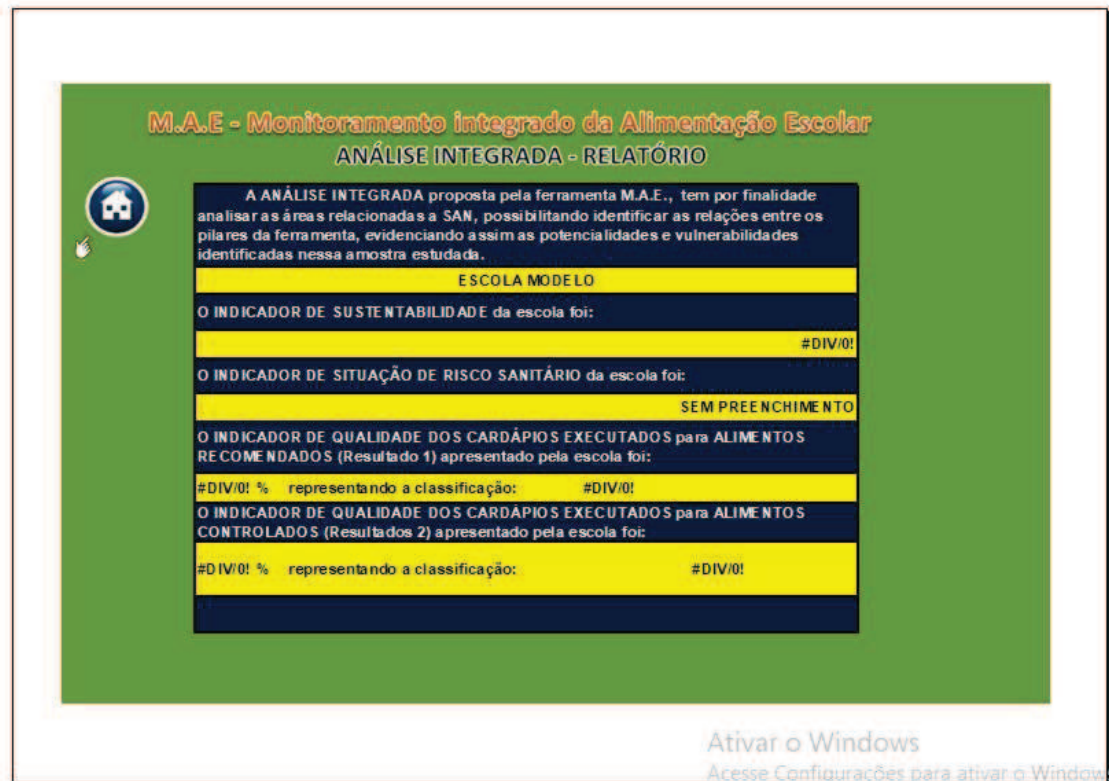 M.A.E - Monitoramento integrado da Alimentação Escolar
ANÁLISE INTEGRADA - RELATÓRIO
A ANÁLISE INTEGRADA proposta pela ferramenta M.A.E., tem por finalidade
analisar as áreas relacionadas a SAN, possibilitando identificar as relações entre os
pilares da ferramenta, evidenciando assim as potencialidades e vulnerabilidades
identificadas nessa amostra estudada.
ESCOLA MODELO
O INDICADOR DE SUSTENTABILIDADE da escola foi:
#DIV/0!
O INDICADOR DE SITUAÇÃO DE RISCO SANITÁRIO da escola foi:
SEM PREENCHIMENTO
O INDICADOR DE QUALIDADE DOS CARDÁPIOS EXECUTADOS para ALIMENTOS
RECOMENDADOS (Resultado 1) apresentado pela escola foi:
#DIV/0! % representando a classificação: #DIV/0!
O INDICADOR DE QUALIDADE DOS CARDÁPIOS EXECUTADOS para ALIMENTOS
CONTROLADOS (Resultados 2) apresentado pela escola foi:
#DIV/0! % representando a classificação: #DIV/0!
Ativar o Windows
Acesse Configurações para ativar o Window